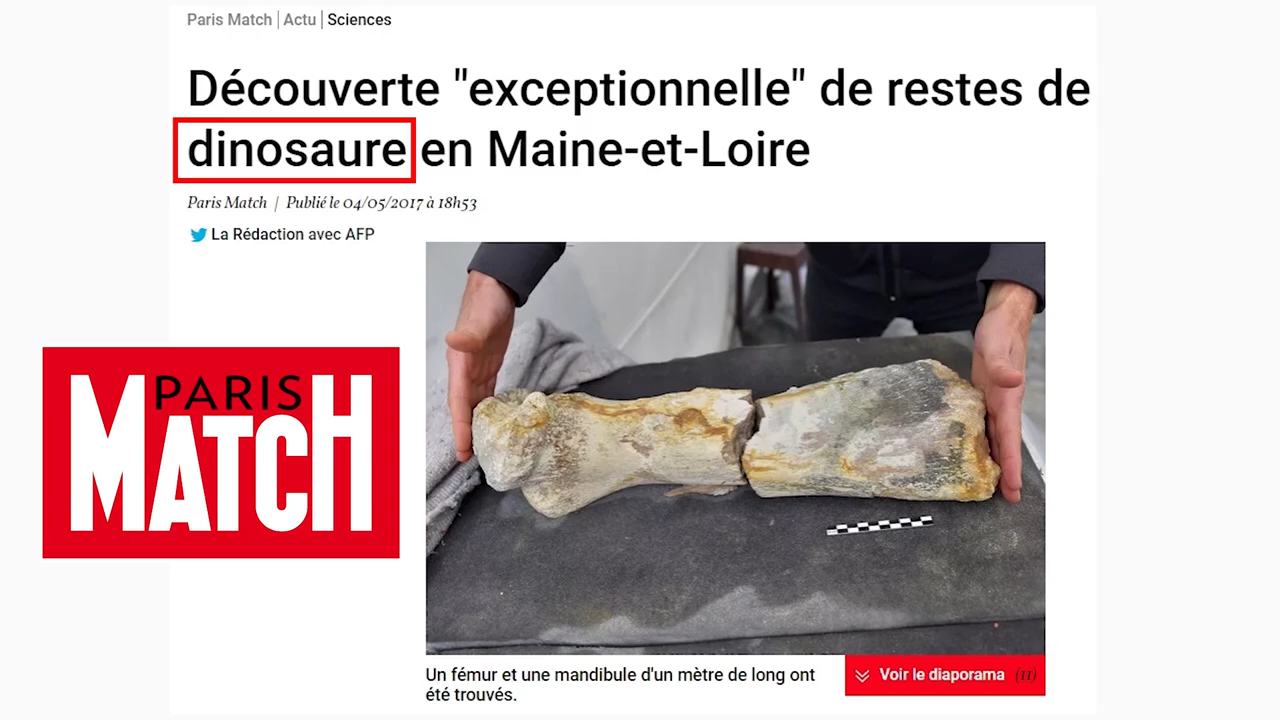 Paris Match | Actu | Sciences
Découverte "exceptionnelle" de restes de
dinosaure en Maine-et-Loire
Paris Match | Publié le 04/05/2017 à 18h53
La Rédaction avec AFP
PARIS
MATCH
Un fémur et une mandibule d'un mètre de long ont
été trouvés.
Voir le diaporama (11)